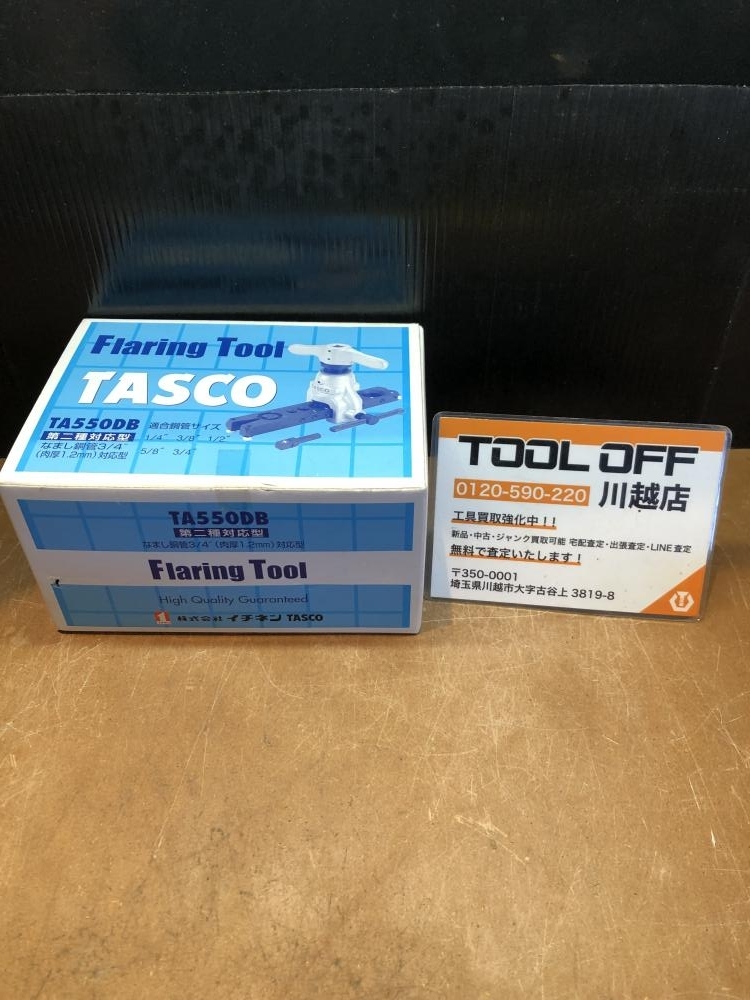 Flaring Tool
TASCO
TA550DB 適合銅管サイズ
第二種対応型 1/4" 3/8" 1/2"
なまし銅管3/4" 5/8" 3/4"
(肉厚1.2mm)対応型
TA550DB
第二種対応型
なまし銅管3/4"(肉厚1.2mm)対応型
Flaring Tool
High Quality Guaranteed
株式会社イチネン TASCO
TOOL OFF
0120-590-220 川越店
工具買取強化中!!
新品・中古・ジャンク買取可能 宅配査定・出張査定・LINE査定
無料で査定いたします!
〒350-0001
埼玉県川越市大字古谷上 3819-8